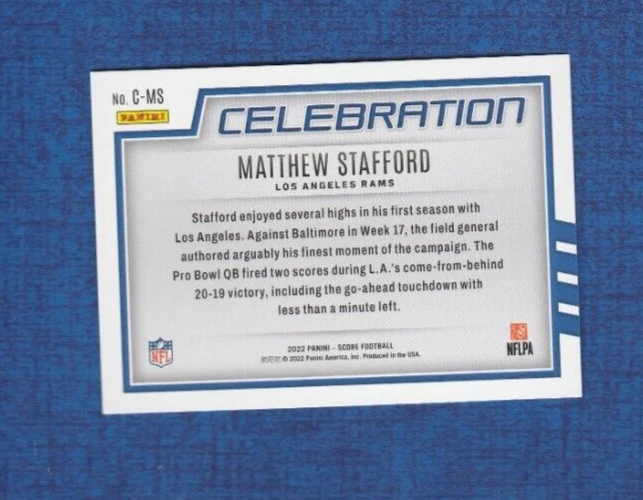 No. C-MS
PANINI
CELEBRATION
MATTHEW STAFFORD
LOS ANGELES RAMS
Stafford enjoyed several highs in his first season with
Los Angeles. Against Baltimore in Week 17, the field general
authored arguably his finest moment of the campaign. The
Pro Bowl QB fired two scores during L.A.'s come-from-behind
20-19 victory, including the go-ahead touchdown with
less than a minute left.
2022 PANINI – SCORE FOOTBALL
© 2022 Panini America, Inc. Produced in the USA.
NFL
NFLPA